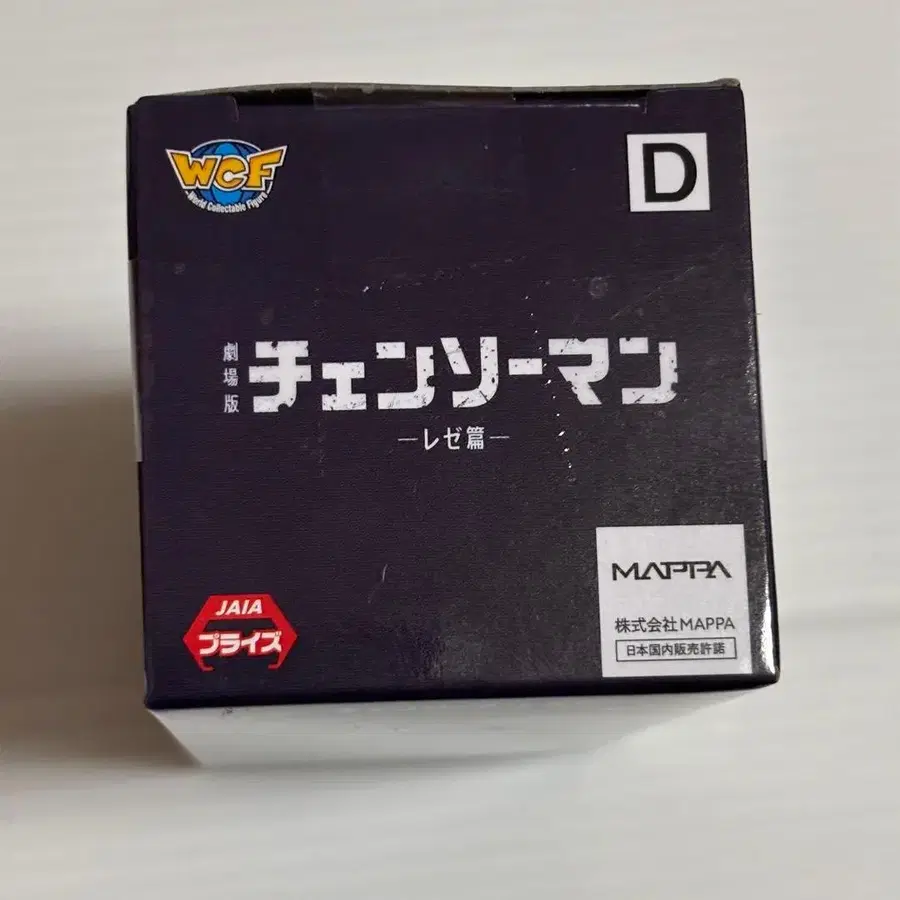 WCF
World Collectable Figure
D
劇場版
チェンソーマン
―レゼ篇―
JAIA
プライズ
MAPPA
株式会社MAPPA
日本国内販売許諾